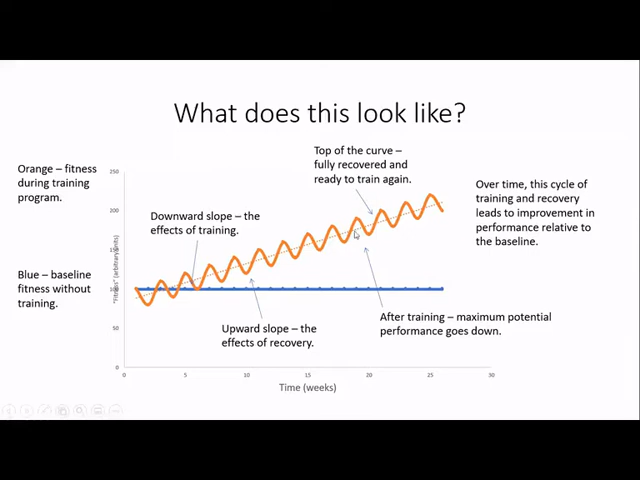 What does this look like?
Orange – fitness
during training
program.
Blue – baseline
fitness without
training.
Downward slope – the
effects of training.
Top of the curve –
fully recovered and
ready to train again.
Over time, this cycle of
training and recovery
leads to improvement in
performance relative to
the baseline.
Upward slope – the
effects of recovery.
After training – maximum potential
performance goes down.
"Fitness" (arbitrary units)
250
200
150
100
50
0
0 5 10 15 20 25 30
Time (weeks)